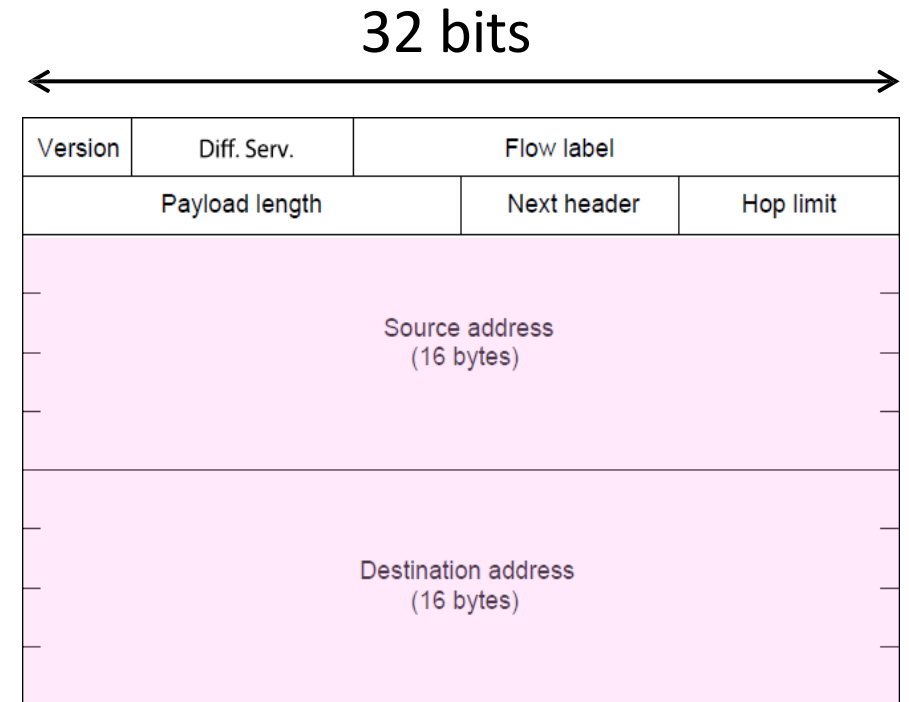 32 bits
Version Diff. Serv. Flow label
Payload length Next header Hop limit
Source address
(16 bytes)
Destination address
(16 bytes)